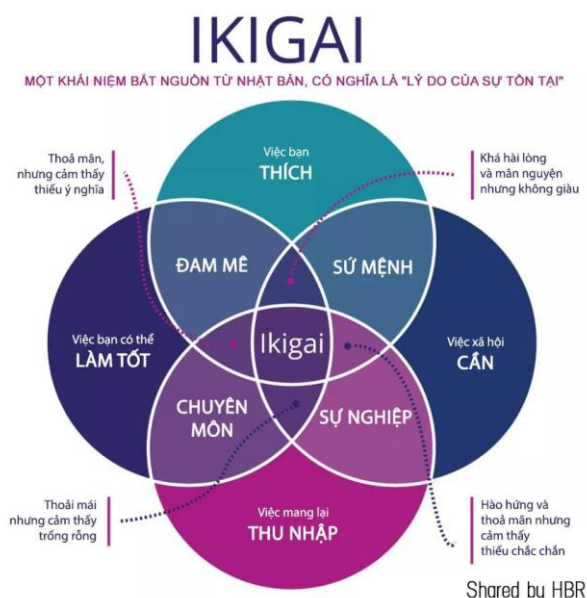 IKIGAI
MỘT KHÁI NIỆM BẮT NGUỒN TỪ NHẬT BẢN, CÓ NGHĨA LÀ "LÝ DO CỦA SỰ TỒN TẠI"
Thoả mãn,
nhưng cảm thấy
thiếu ý nghĩa
Việc bạn
THÍCH
Khá hài lòng
và mãn nguyện
nhưng không giàu
ĐAM MÊ
SỨ MỆNH
Việc bạn có thể
LÀM TỐT
Ikigai
Việc xã hội
CẦN
CHUYÊN
MÔN
SỰ NGHIỆP
Thoải mái
nhưng cảm thấy
trống rỗng
Việc mang lại
THU NHẬP
Hào hứng và
thoả mãn nhưng
cảm thấy
thiếu chắc chắn
Shared by HBR